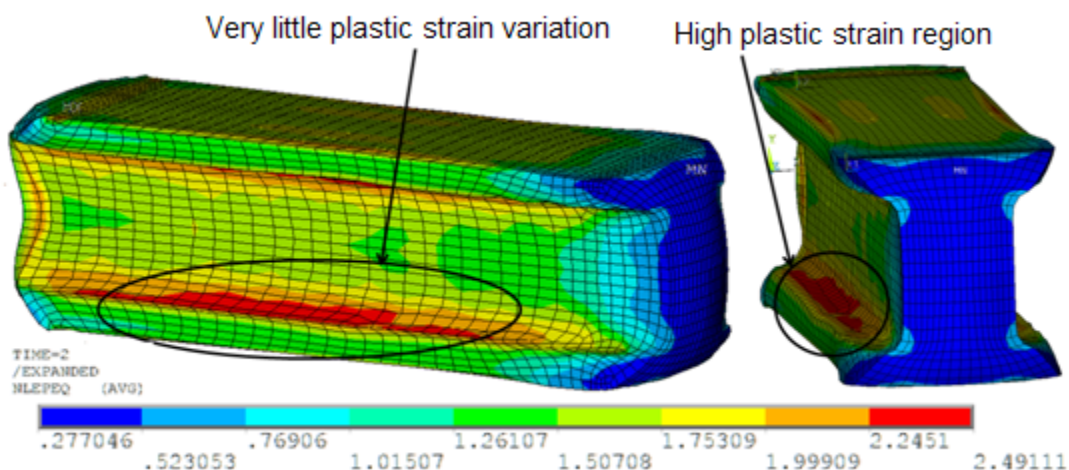 Very little plastic strain variation
High plastic strain region
MN
MN
TIME=2
/EXPANDED
NLEPEQ (AVG)
.277046 .76906 1.26107 1.75309 2.2451
.523053 1.01507 1.50708 1.99909 2.49111